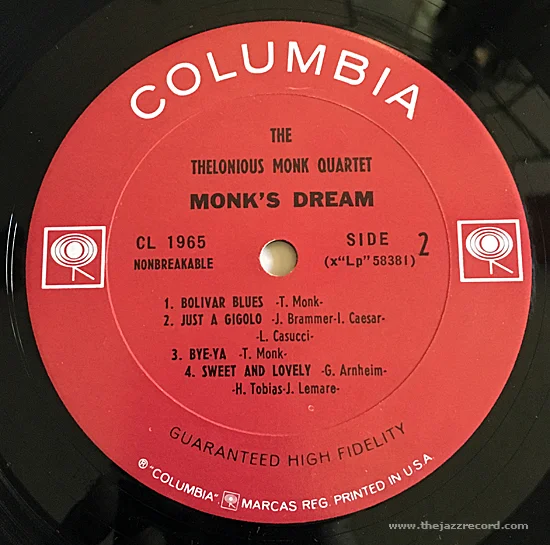 COLUMBIA
THE
THELONIOUS MONK QUARTET
MONK'S DREAM
CL 1965
NONBREAKABLE
SIDE 2
(x"Lp"58381)
1. BOLIVAR BLUES -T. Monk-
2. JUST A GIGOLO -J. Brammer-I. Caesar-
-L. Casucci-
3. BYE-YA -T. Monk-
4. SWEET AND LOVELY -G. Arnheim-
-H. Tobias-J. Lemare-
GUARANTEED HIGH FIDELITY
℗ "COLUMBIA", MARCAS REG. PRINTED IN U.S.A.
www.thejazzrecord.com